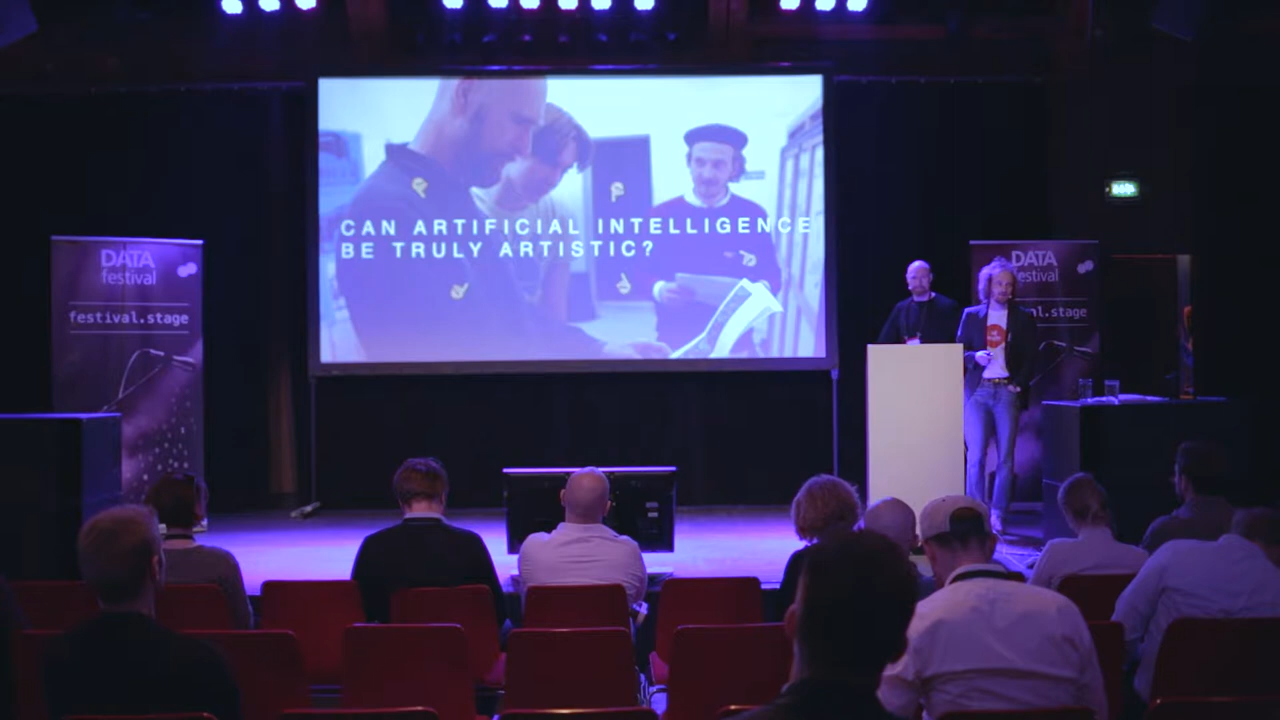 CAN ARTIFICIAL INTELLIGENCE
BE TRULY ARTISTIC?
DATA
festival
festival.stage
DATA
festival